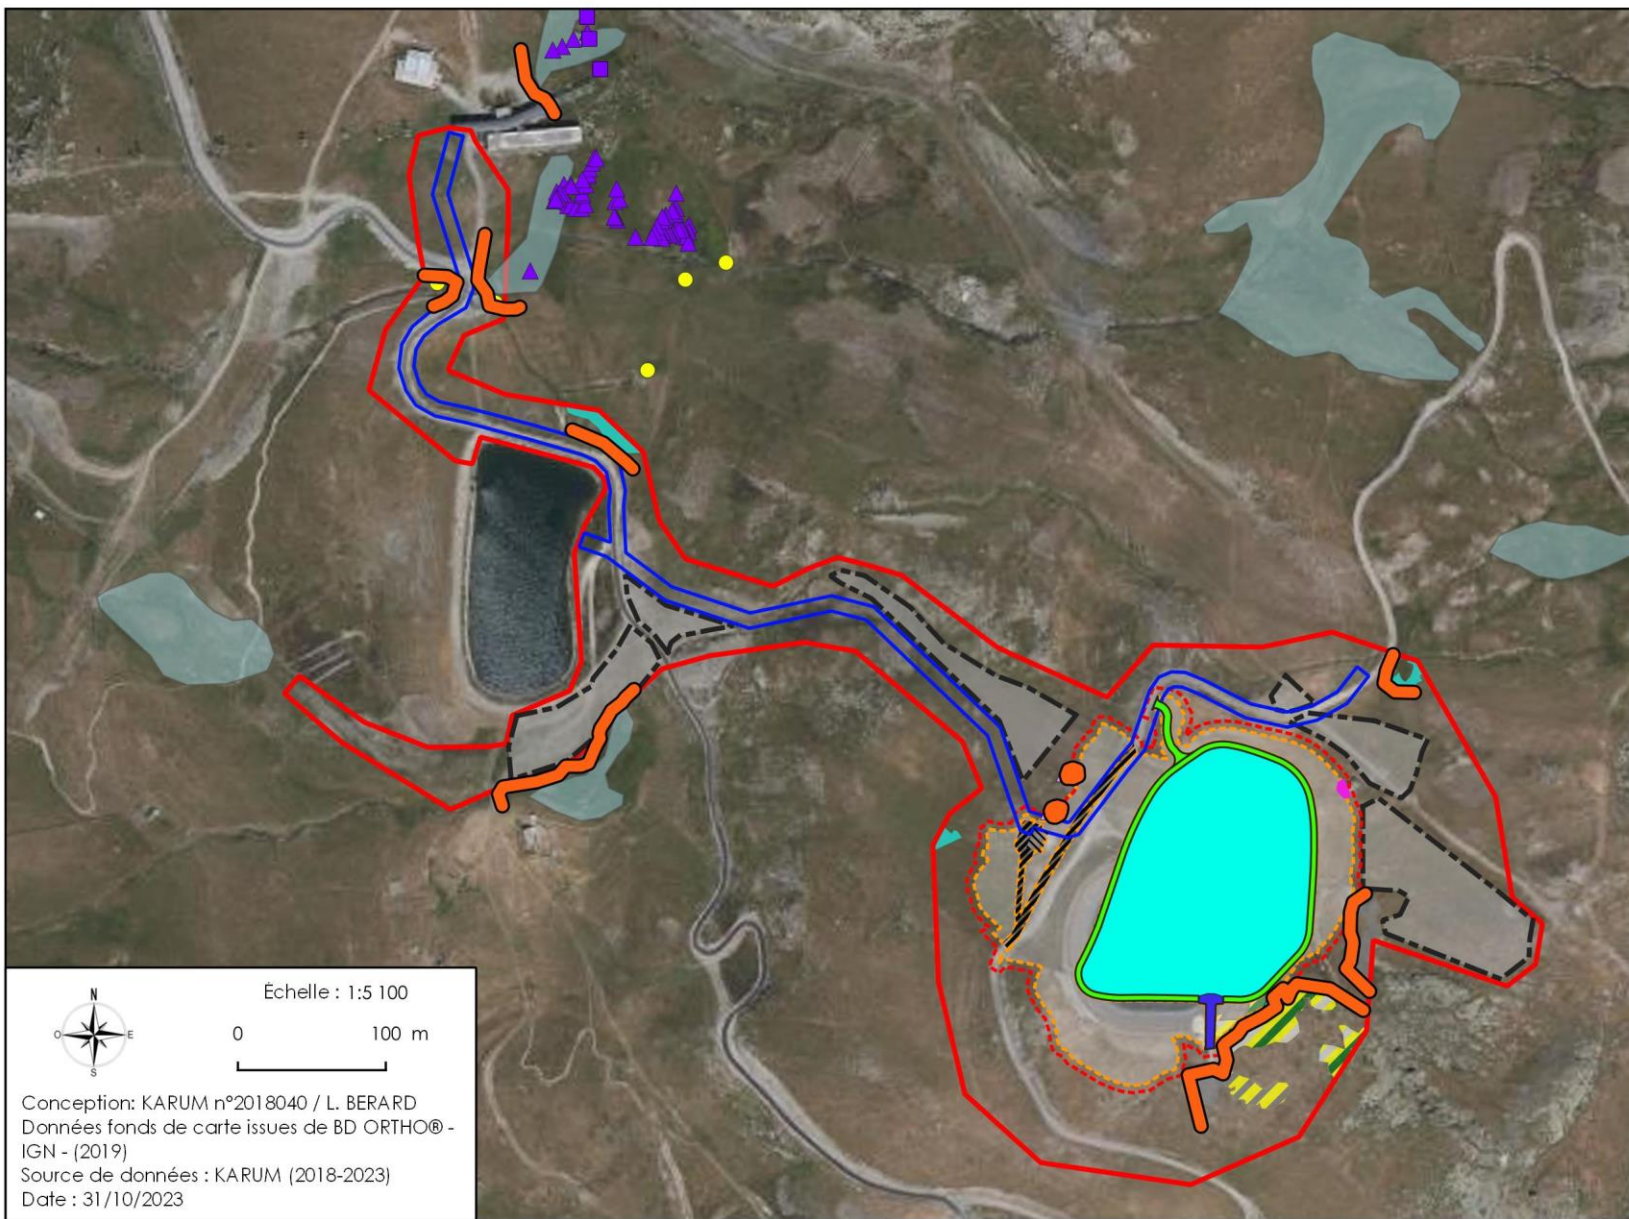 N
O
E
S
Échelle : 1:5 100
0 100 m
Conception: KARUM n°2018040 / L. BERARD
Données fonds de carte issues de BD ORTHO® -
IGN - (2019)
Source de données : KARUM (2018-2023)
Date : 31/10/2023